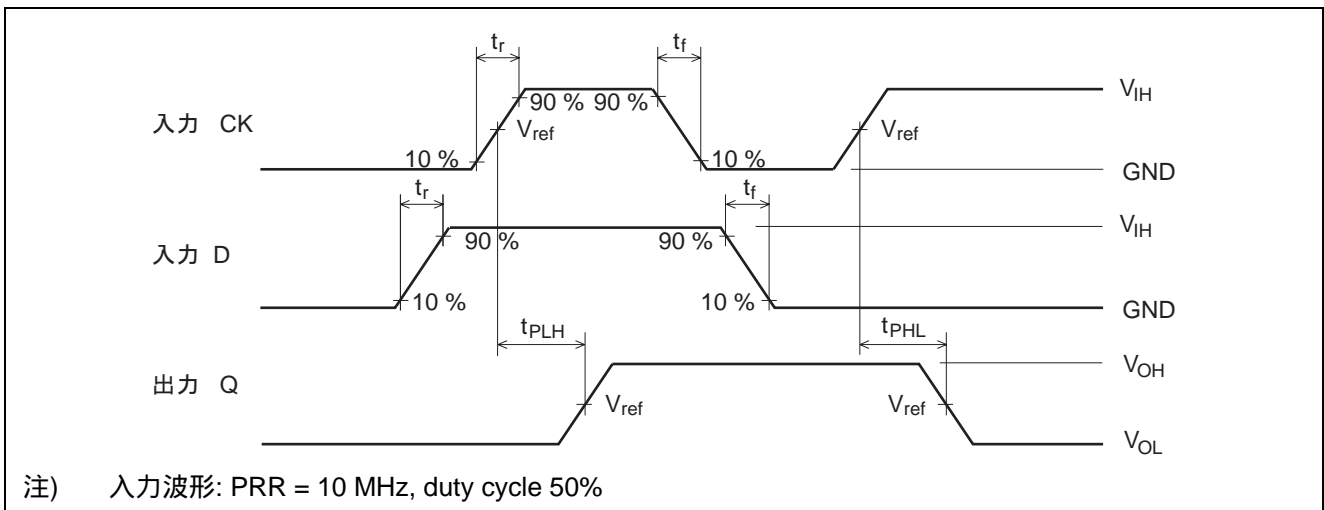 tr tf
VIH
90 % 90 %
入力 CK
Vref Vref
10 % 10 %
GND
tr tf
VIH
90 % 90 %
入力 D
10 % 10 %
GND
tPLH tPHL
VOH
出力 Q
Vref Vref
VOL
注) 入力波形: PRR = 10 MHz, duty cycle 50%